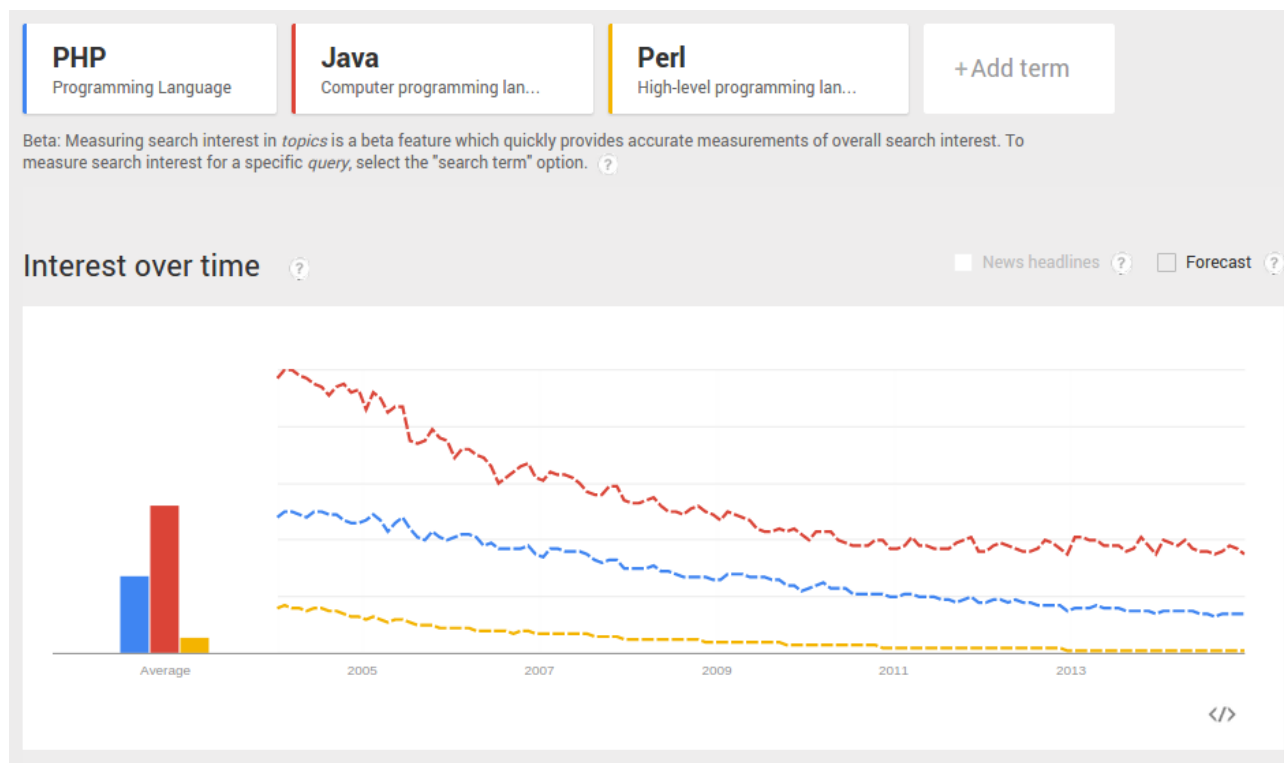 PHP
Programming Language
Java
Computer programming lan...
Perl
High-level programming lan...
+Add term
Beta: Measuring search interest in topics is a beta feature which quickly provides accurate measurements of overall search interest. To
measure search interest for a specific query, select the "search term" option. ?
Interest over time ?
News headlines ?
Forecast ?
Average
2005
2007
2009
2011
2013
</>